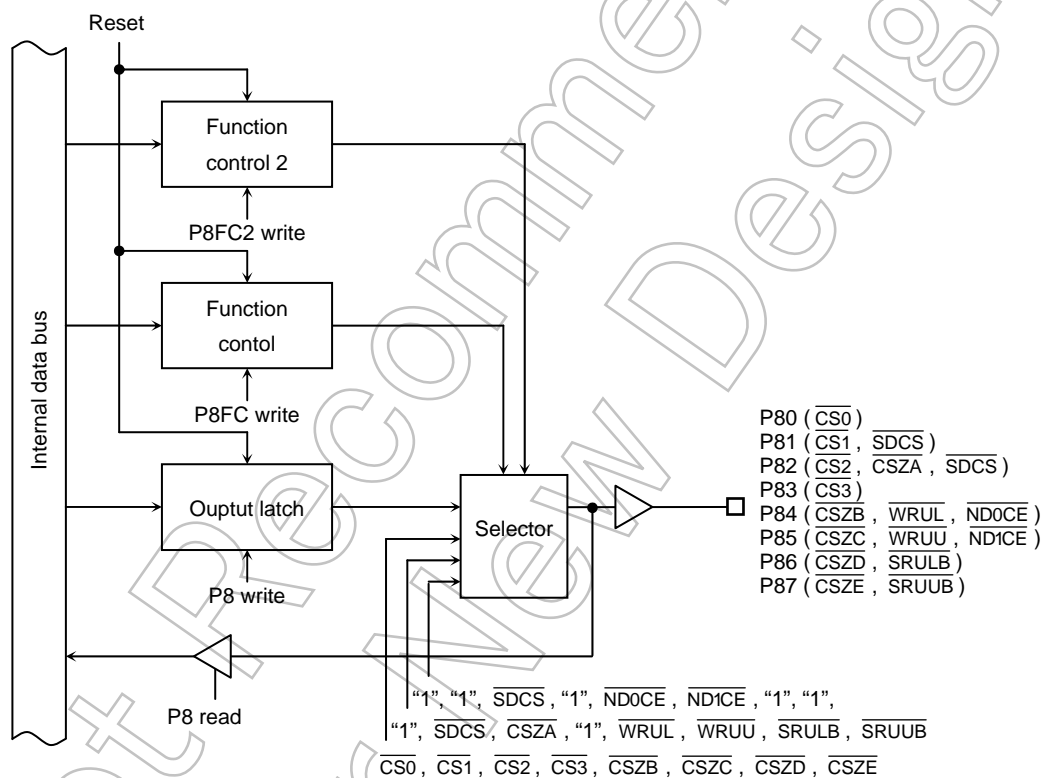 Reset
Function
control 2
P8FC2 write
Function
contol
P8FC write
Internal data bus
Ouptut latch
P8 write
Selector
P8 read
P80 ( CS0 )
P81 ( CS1 , SDCS )
P82 ( CS2 , CSZA , SDCS )
P83 ( CS3 )
P84 ( CSZB , WRUL , ND0CE )
P85 ( CSZC , WRUU , ND1CE )
P86 ( CSZD , SRULB )
P87 ( CSZE , SRUUB )
“1”, “1”, SDCS , “1”, ND0CE , ND1CE , “1”, “1”,
“1”, SDCS , CSZA , “1”, WRUL , WRUU , SRULB , SRUUB
CS0 , CS1 , CS2 , CS3 , CSZB , CSZC , CSZD , CSZE